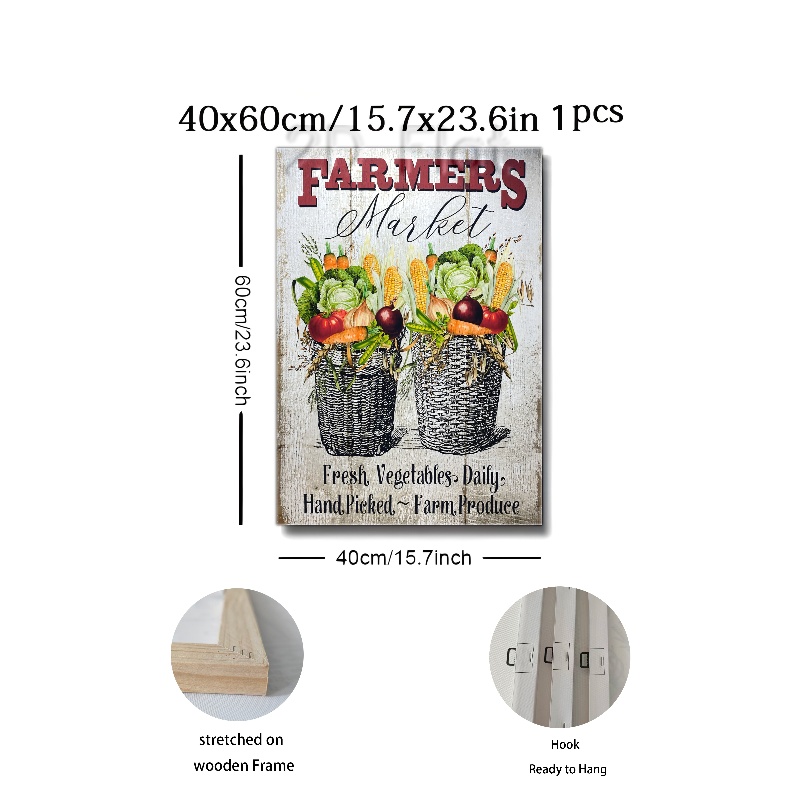 40x60cm/15.7x23.6in 1pcs
FARMERS
Market
60cm/23.6inch
Fresh Vegetables Daily
Hand Picked ~ Farm Produce
40cm/15.7inch
stretched on
wooden Frame
Hook
Ready to Hang